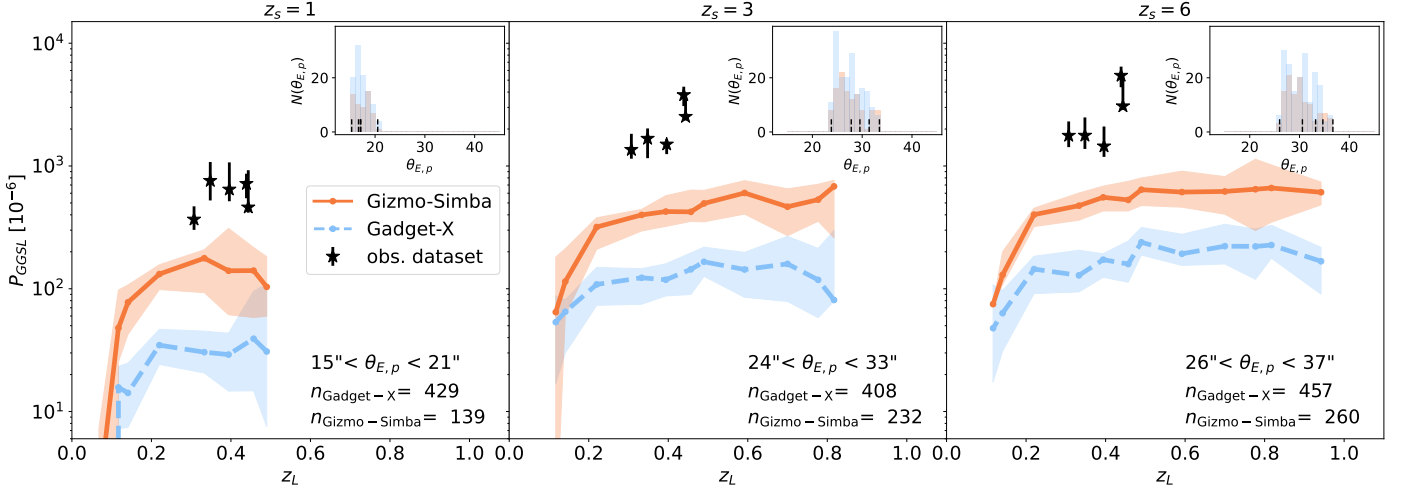 z_s = 1
z_s = 3
z_s = 6
P_GGSL [10^−6]
10^4
10^3
10^2
10^1
N(θ_E,p)
20
0
20
40
θ_E,p
N(θ_E,p)
20
0
20
40
θ_E,p
N(θ_E,p)
20
0
20
40
θ_E,p
Gizmo-Simba
Gadget-X
obs. dataset
15"< θ_E,p < 21"
n_Gadget−X= 429
n_Gizmo−Simba= 139
24"< θ_E,p < 33"
n_Gadget−X= 408
n_Gizmo−Simba= 232
26"< θ_E,p < 37"
n_Gadget−X= 457
n_Gizmo−Simba= 260
0.0 0.2 0.4 0.6 0.8 1.0
0.0 0.2 0.4 0.6 0.8 1.0
0.0 0.2 0.4 0.6 0.8 1.0
z_L
z_L
z_L